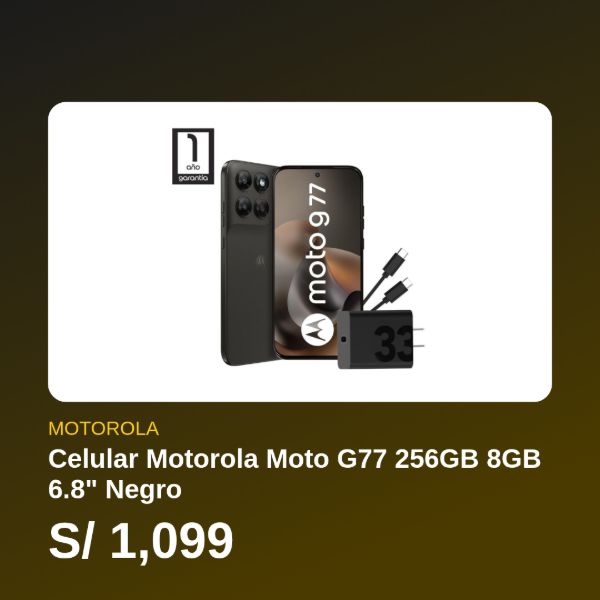 1
año
garantía
moto g77
33
MOTOROLA
Celular Motorola Moto G77 256GB 8GB
6.8" Negro
S/ 1,099